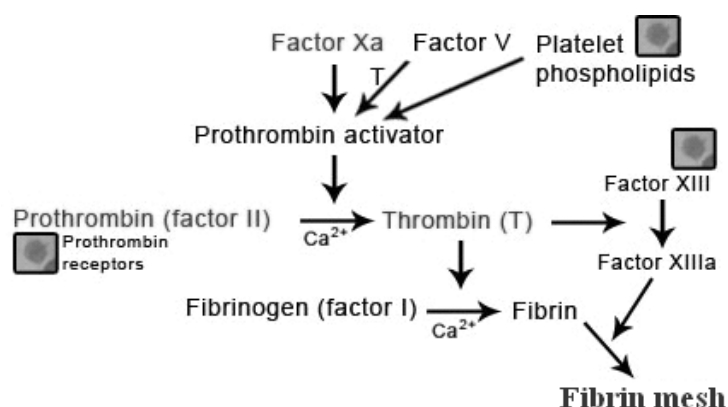 Factor Xa
Factor V
Platelet
phospholipids
T
Prothrombin activator
Factor XIII
Prothrombin (factor II)
Ca²⁺
Thrombin (T)
Prothrombin
receptors
Factor XIIIa
Fibrinogen (factor I)
Ca²⁺
Fibrin
Fibrin mesh